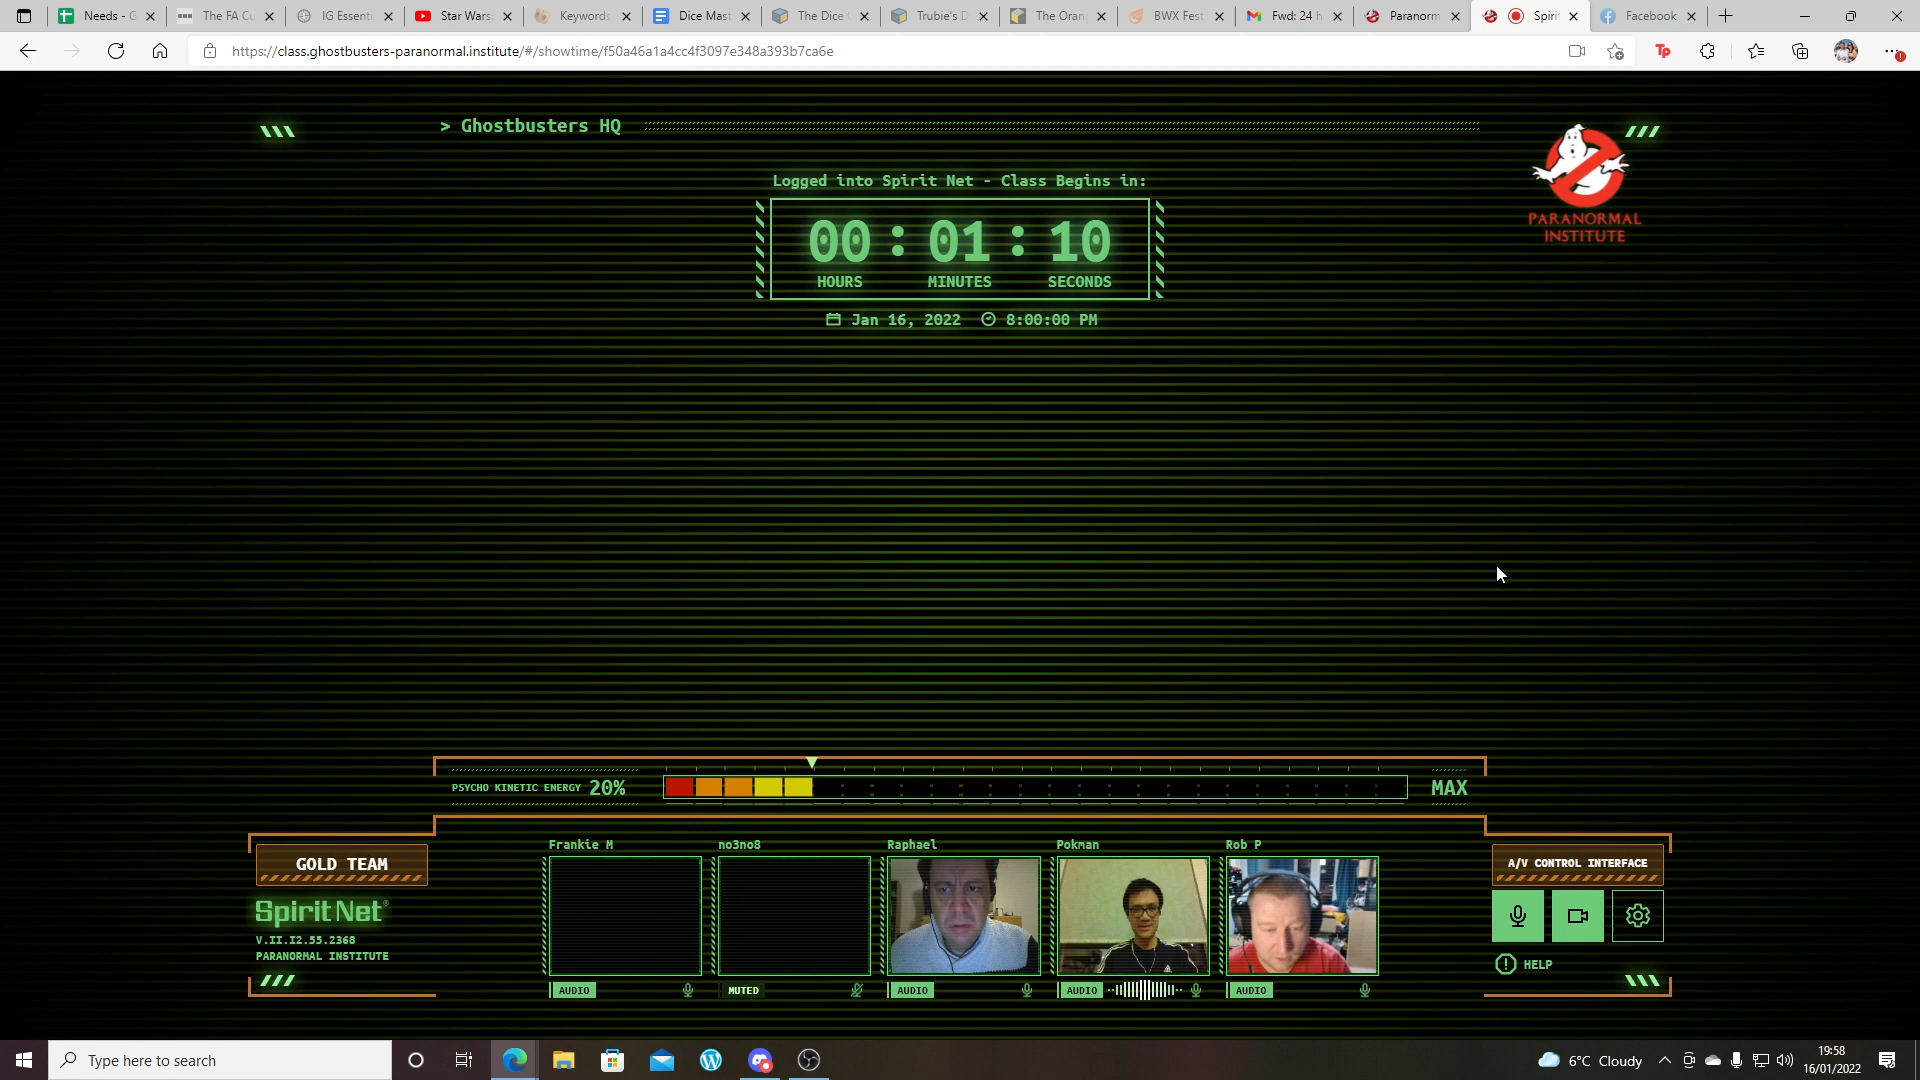 Needs - G
The FA Cu
IG Essenti
Star Wars:
Keywords
Dice Mast
The Dice
Trubie's D
The Oran
BWX Fest
Fwd: 24 h
Paranorm
Spiri
Facebook
https://class.ghostbusters-paranormal.institute/#/showtime/f50a46a1a4cc4f3097e348a393b7ca6e
Tp
> Ghostbusters HQ
PARANORMAL
INSTITUTE
Logged into Spirit Net - Class Begins in:
00 : 01 : 10
HOURS MINUTES SECONDS
Jan 16, 2022 8:00:00 PM
PSYCHO KINETIC ENERGY 20% MAX
GOLD TEAM
Spirit Net®
V.II.I2.55.2368
PARANORMAL INSTITUTE
Frankie M
no3no8
Raphael
Pokman
Rob P
AUDIO
MUTED
AUDIO
AUDIO
AUDIO
A/V CONTROL INTERFACE
HELP
Type here to search
6°C Cloudy
19:58
16/01/2022